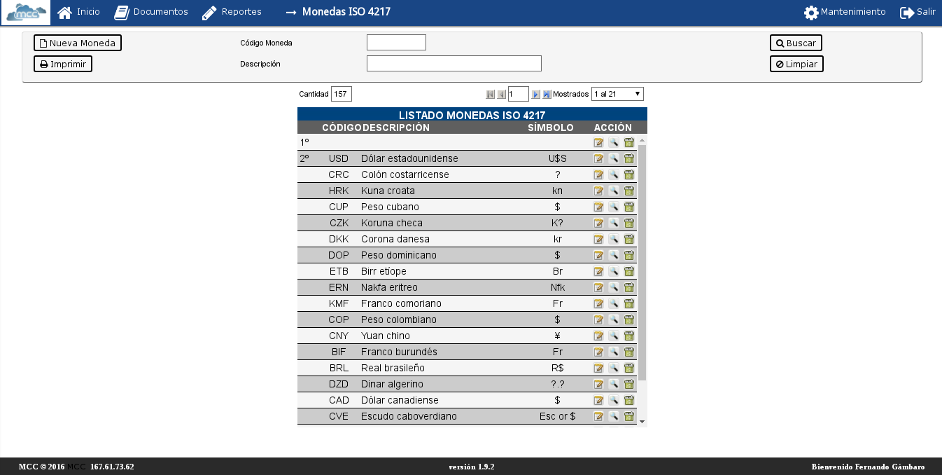 MCC Inicio Documentos Reportes → Monedas ISO 4217 Mantenimiento Salir
Nueva Moneda Código Moneda Buscar
Imprimir Descripción Limpiar
Cantidad 157 1 Mostrados 1 al 21
LISTADO MONEDAS ISO 4217
CÓDIGO DESCRIPCIÓN SÍMBOLO ACCIÓN
1º
2º USD Dólar estadounidense U$S
CRC Colón costarricense ?
HRK Kuna croata kn
CUP Peso cubano $
CZK Koruna checa K?
DKK Corona danesa kr
DOP Peso dominicano $
ETB Birr etíope Br
ERN Nakfa eritreo Nfk
KMF Franco comoriano Fr
COP Peso colombiano $
CNY Yuan chino ¥
BIF Franco burundés Fr
BRL Real brasileño R$
DZD Dinar algerino ?.?
CAD Dólar canadiense $
CVE Escudo caboverdiano Esc or $
MCC © 2016 MCC 167.61.73.62 versión 1.9.2 Bienvenido Fernando Gámbaro